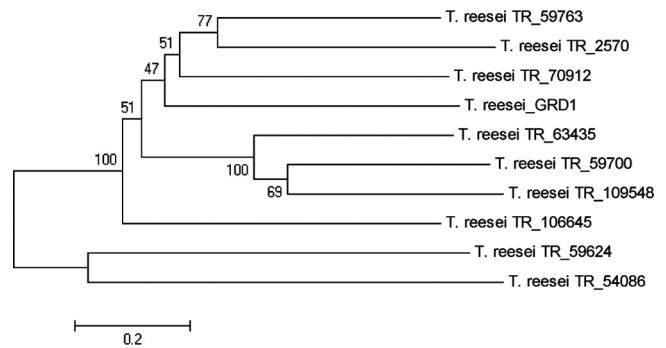 77
T. reesei TR_59763
51
T. reesei TR_2570
47
T. reesei TR_70912
51
T. reesei_GRD1
T. reesei TR_63435
100
100
T. reesei TR_59700
69
T. reesei TR_109548
T. reesei TR_106645
T. reesei TR_59624
T. reesei TR_54086
0.2